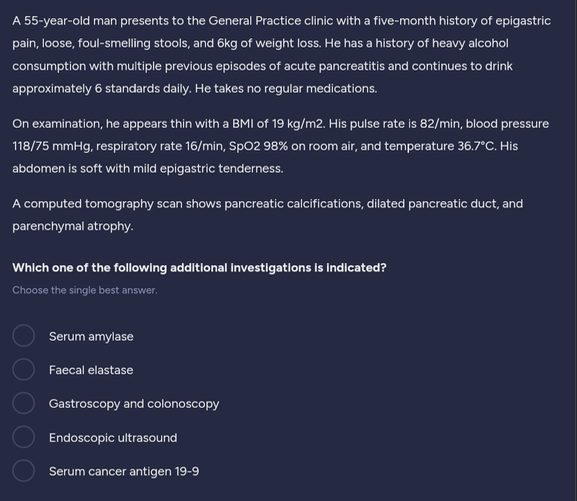 A 55-year-old man presents to the General Practice clinic with a five-month history of epigastric
pain, loose, foul-smelling stools, and 6kg of weight loss. He has a history of heavy alcohol
consumption with multiple previous episodes of acute pancreatitis and continues to drink
approximately 6 standards daily. He takes no regular medications.
On examination, he appears thin with a BMI of 19 kg/m2. His pulse rate is 82/min, blood pressure
118/75 mmHg, respiratory rate 16/min, SpO2 98% on room air, and temperature 36.7°C. His
abdomen is soft with mild epigastric tenderness.
A computed tomography scan shows pancreatic calcifications, dilated pancreatic duct, and
parenchymal atrophy.
Which one of the following additional investigations is indicated?
Choose the single best answer.
Serum amylase
Faecal elastase
Gastroscopy and colonoscopy
Endoscopic ultrasound
Serum cancer antigen 19-9